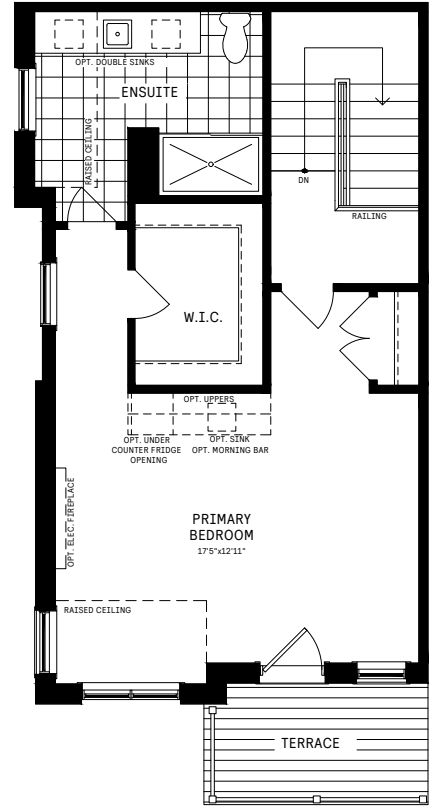 OPT. DOUBLE SINKS
ENSUITE
RAISED CEILING
DN
RAILING
W.I.C.
OPT. UPPERS
OPT. UNDER
COUNTER FRIDGE
OPENING
OPT. SINK
OPT. MORNING BAR
OPT. ELEC. FIREPLACE
PRIMARY
BEDROOM
17'5"x12'11"
RAISED CEILING
TERRACE